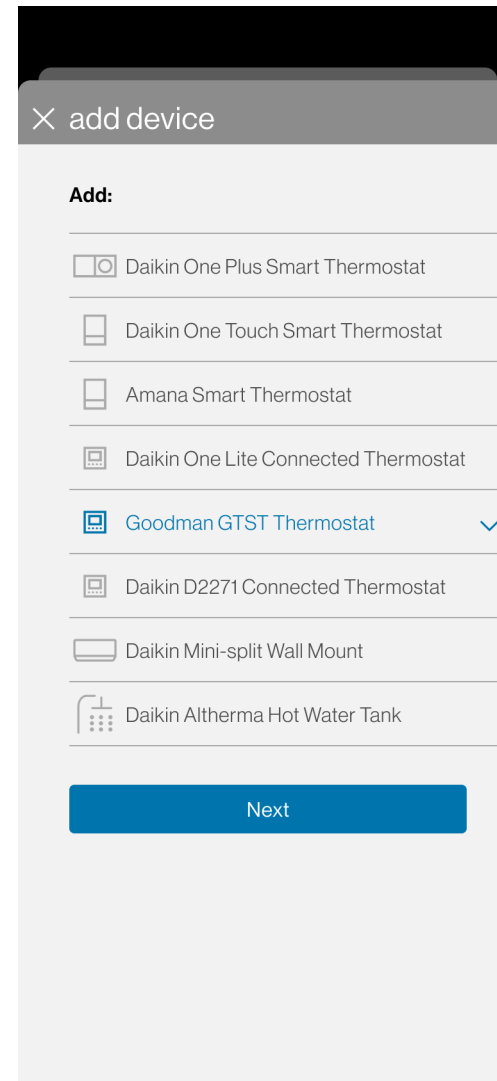 add device
Add:
Daikin One Plus Smart Thermostat
Daikin One Touch Smart Thermostat
Amana Smart Thermostat
Daikin One Lite Connected Thermostat
Goodman GTST Thermostat
Daikin D2271 Connected Thermostat
Daikin Mini-split Wall Mount
Daikin Altherma Hot Water Tank
Next